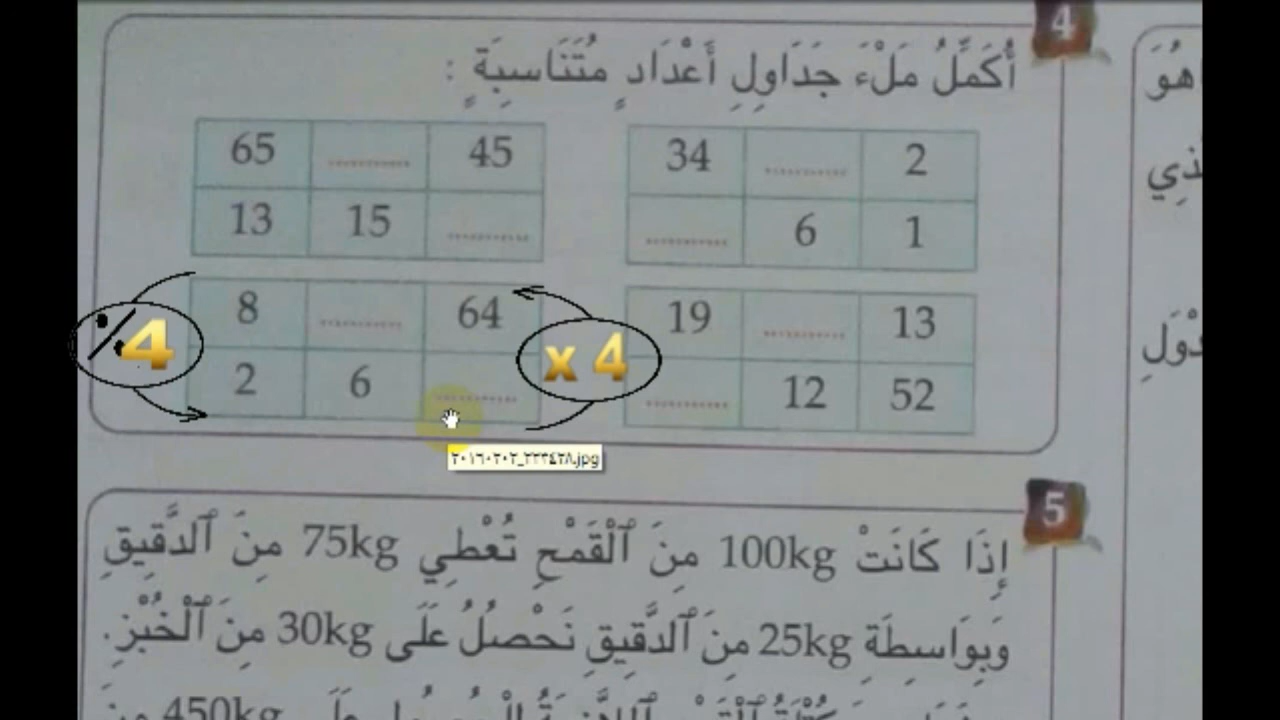 4
أُكَمِّلُ مَلْءَ جَدَاوِلِ أَعْدَادٍ مُتَنَاسِبَةٍ :
65 ......... 45
13 15 .........
34 ......... 2
......... 6 1
8 ......... 64
2 6 .........
19 ......... 13
......... 12 52
٪4
x 4
5
إِذَا كَانَتْ 100kg مِنَ ٱلْقَمْحِ تُعْطِي 75kg مِنَ ٱلدَّقِيقِ
وَبِوَاسِطَةِ 25kg مِنَ ٱلدَّقِيقِ نَحْصُلُ عَلَى 30kg مِنَ ٱلْخُبْزِ.
450kg
هُوَ